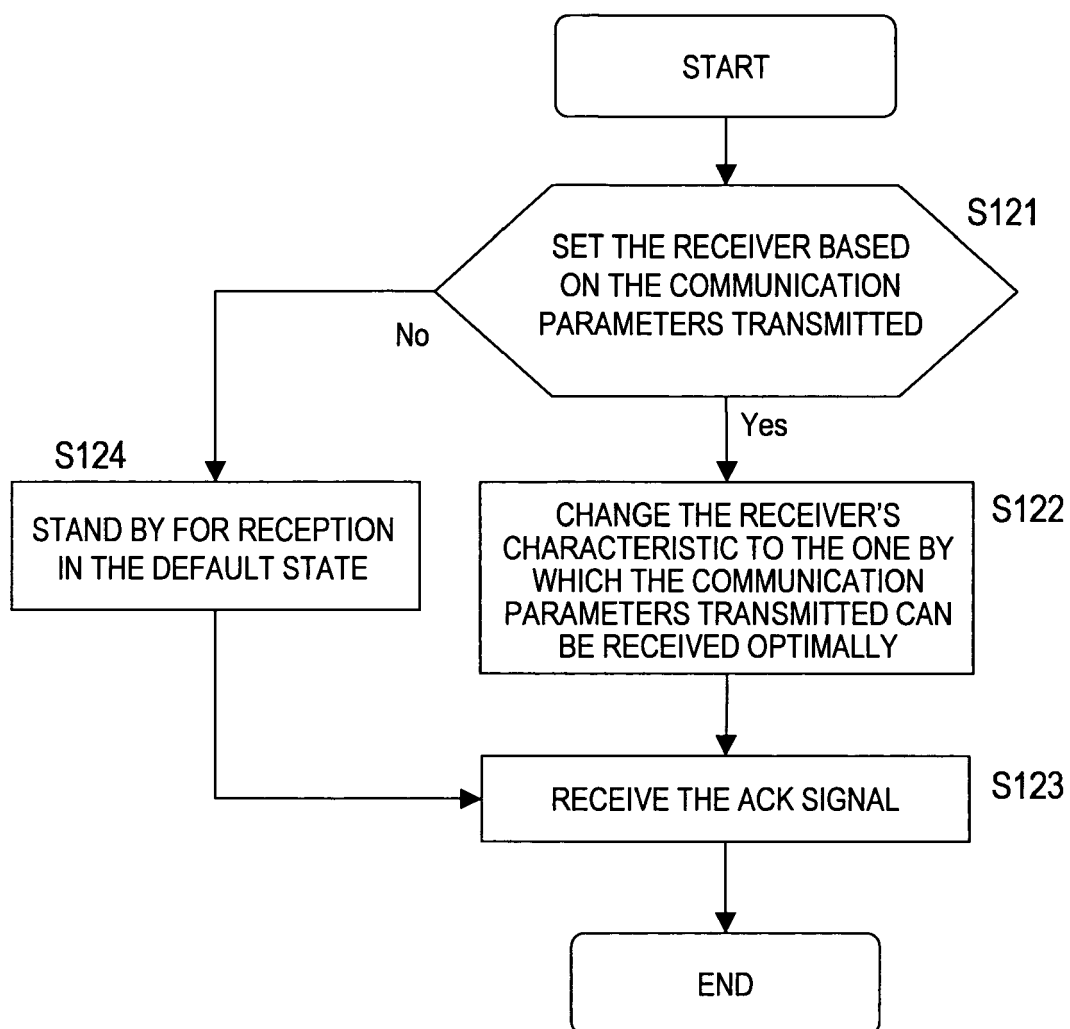 START
S121
SET THE RECEIVER BASED
ON THE COMMUNICATION
PARAMETERS TRANSMITTED
No
Yes
S124
STAND BY FOR RECEPTION
IN THE DEFAULT STATE
S122
CHANGE THE RECEIVER'S
CHARACTERISTIC TO THE ONE BY
WHICH THE COMMUNICATION
PARAMETERS TRANSMITTED CAN
BE RECEIVED OPTIMALLY
S123
RECEIVE THE ACK SIGNAL
END